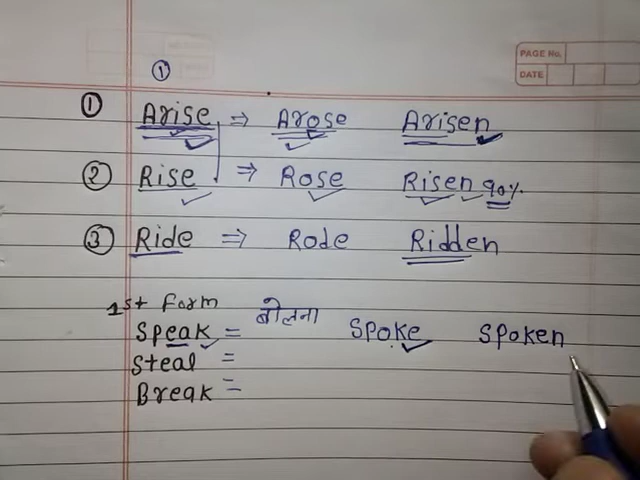 PAGE No.
DATE
①
① Arise ⇒ Arose Arisen
② Rise ⇒ Rose Risen 90%
③ Ride ⇒ Rode Ridden
1st form
Speak = बोलना Spoke Spoken
Steal =
Break =